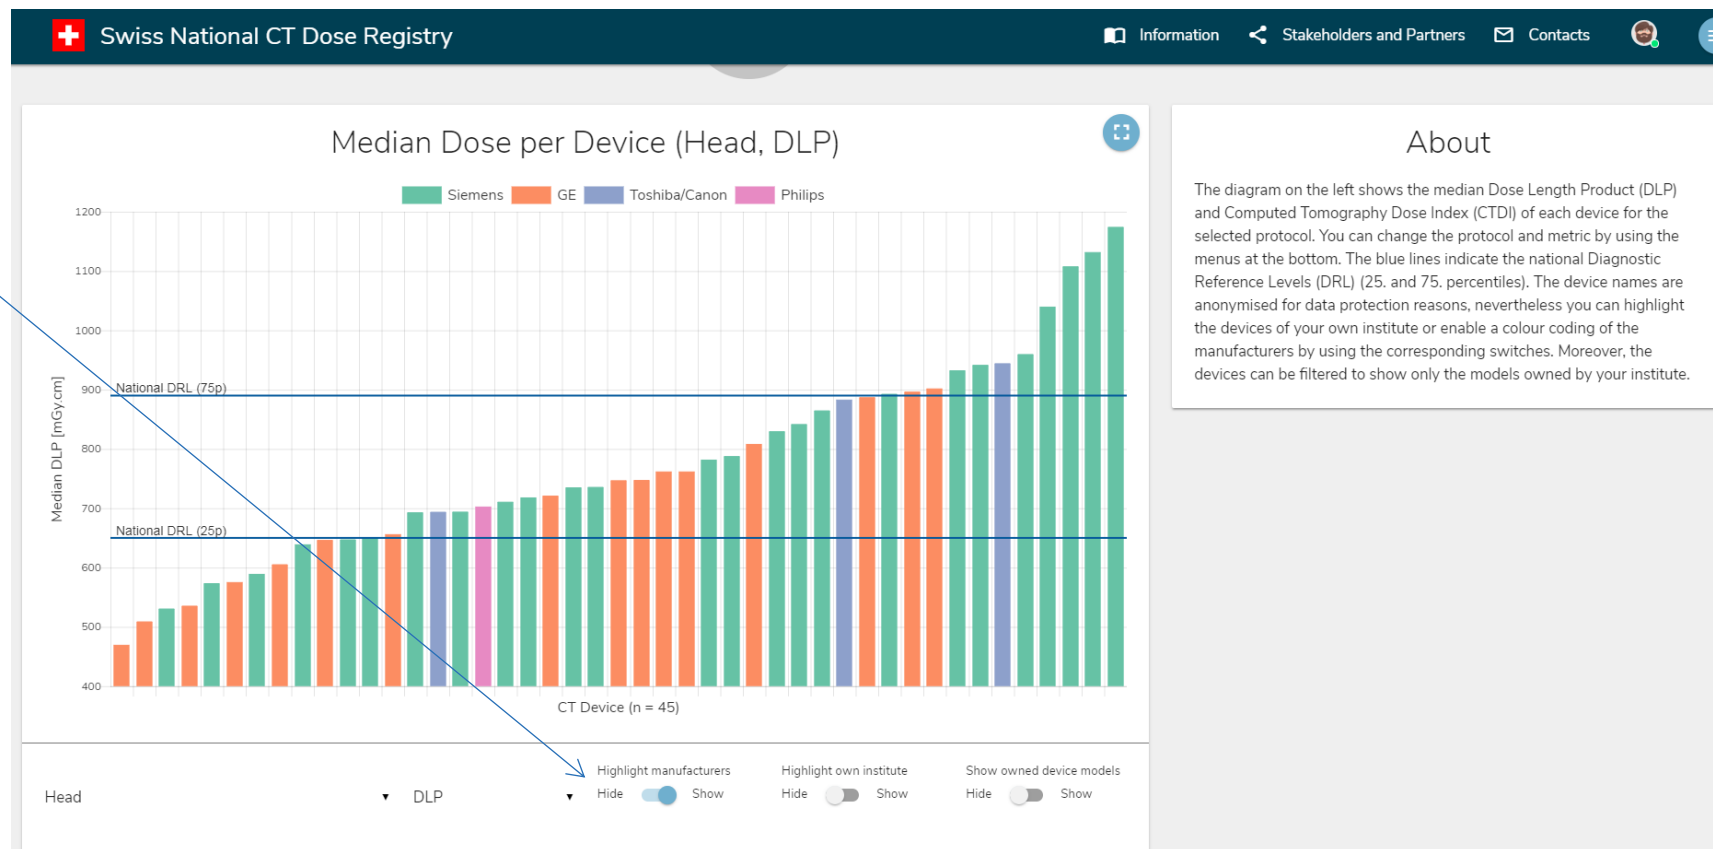 Swiss National CT Dose Registry
Information
Stakeholders and Partners
Contacts
Median Dose per Device (Head, DLP)
Siemens
GE
Toshiba/Canon
Philips
1200
1100
1000
900
800
700
600
500
400
Median DLP [mGy.cm]
National DRL (75p)
National DRL (25p)
CT Device (n = 45)
Head
DLP
Highlight manufacturers
Hide
Show
Highlight own institute
Hide
Show
Show owned device models
Hide
Show
About
The diagram on the left shows the median Dose Length Product (DLP)
and Computed Tomography Dose Index (CTDI) of each device for the
selected protocol. You can change the protocol and metric by using the
menus at the bottom. The blue lines indicate the national Diagnostic
Reference Levels (DRL) (25. and 75. percentiles). The device names are
anonymised for data protection reasons, nevertheless you can highlight
the devices of your own institute or enable a colour coding of the
manufacturers by using the corresponding switches. Moreover, the
devices can be filtered to show only the models owned by your institute.